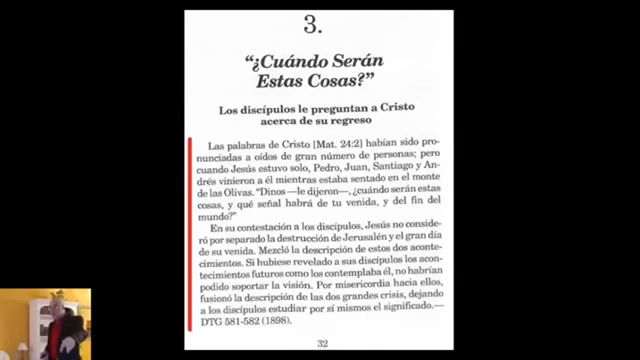 3.
“¿Cuándo Serán
Estas Cosas?”
Los discípulos le preguntan a Cristo
acerca de su regreso
Las palabras de Cristo [Mat. 24:2] habían sido pro-
nunciadas a oídos de gran número de personas; pero
cuando Jesús estuvo solo, Pedro, Juan, Santiago y An-
drés vinieron a él mientras estaba sentado en el monte
de las Olivas. “Dinos —le dijeron—, ¿cuándo serán estas
cosas, y qué señal habrá de tu venida, y del fin del
mundo?”
En su contestación a los discípulos, Jesús no conside-
ró por separado la destrucción de Jerusalén y el gran día
de su venida. Mezcló la descripción de estos dos aconte-
cimientos. Si hubiese revelado a sus discípulos los acon-
tecimientos futuros como los contemplaba él, no habrían
podido soportar la visión. Por misericordia hacia ellos,
fusionó la descripción de las dos grandes crisis, dejando
a los discípulos estudiar por sí mismos el significado.—
DTG 581-582 (1898).
32